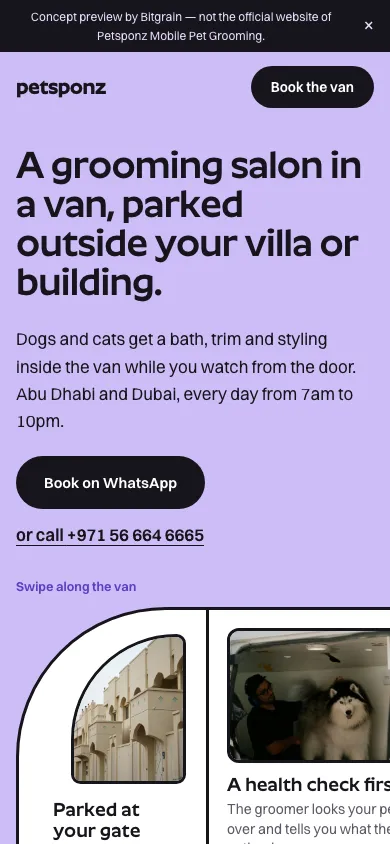 Concept preview by Bitgrain — not the official website of
Petsponz Mobile Pet Grooming.
×
petsponz
Book the van
A grooming salon in
a van, parked
outside your villa or
building.
Dogs and cats get a bath, trim and styling
inside the van while you watch from the door.
Abu Dhabi and Dubai, every day from 7am to
10pm.
Book on WhatsApp
or call +971 56 664 6665
Swipe along the van
Parked at
your gate
A health check firs
The groomer looks your pe
over and tells you what the